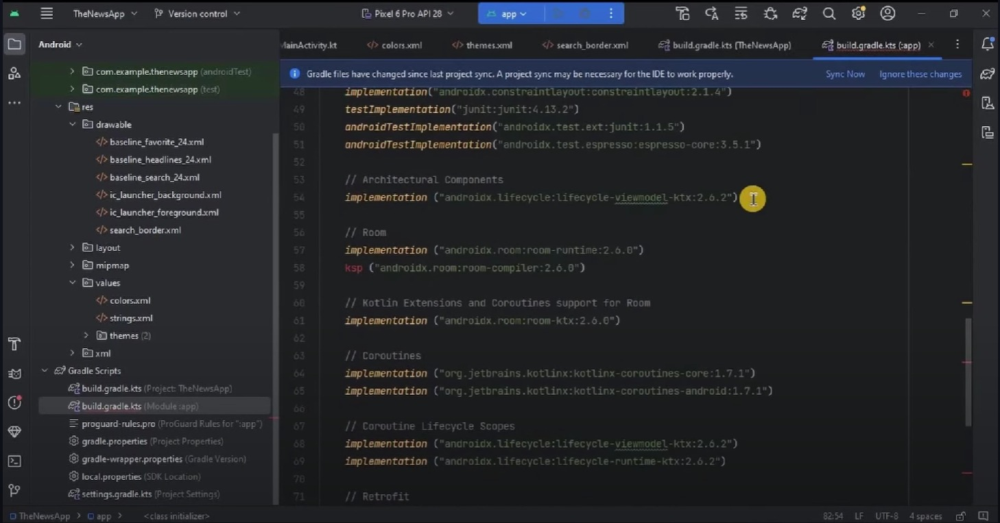 TheNewsApp
Version control
Pixel 6 Pro API 28
app
Android
MainActivity.kt
colors.xml
themes.xml
search_border.xml
build.gradle.kts (TheNewsApp)
build.gradle.kts (:app)
Gradle files have changed since last project sync. A project sync may be necessary for the IDE to work properly.
Sync Now
Ignore these changes
com.example.thenewsapp (androidTest)
com.example.thenewsapp (test)
res
drawable
baseline_favorite_24.xml
baseline_headlines_24.xml
baseline_search_24.xml
ic_launcher_background.xml
ic_launcher_foreground.xml
search_border.xml
layout
mipmap
values
colors.xml
strings.xml
themes (2)
xml
Gradle Scripts
build.gradle.kts (Project: TheNewsApp)
build.gradle.kts (Module :app)
proguard-rules.pro (ProGuard Rules for ":app")
gradle.properties (Project Properties)
gradle-wrapper.properties (Gradle Version)
local.properties (SDK Location)
settings.gradle.kts (Project Settings)
48 implementation("androidx.constraintlayout:constraintlayout:2.1.4")
49 testImplementation("junit:junit:4.13.2")
50 androidTestImplementation("androidx.test.ext:junit:1.1.5")
51 androidTestImplementation("androidx.test.espresso:espresso-core:3.5.1")
52
53 // Architectural Components
54 implementation ("androidx.lifecycle:lifecycle-viewmodel-ktx:2.6.2")
55
56 // Room
57 implementation ("androidx.room:room-runtime:2.6.0")
58 ksp ("androidx.room:room-compiler:2.6.0")
59
60 // Kotlin Extensions and Coroutines support for Room
61 implementation ("androidx.room:room-ktx:2.6.0")
62
63 // Coroutines
64 implementation ("org.jetbrains.kotlinx:kotlinx-coroutines-core:1.7.1")
65 implementation ("org.jetbrains.kotlinx:kotlinx-coroutines-android:1.7.1")
66
67 // Coroutine Lifecycle Scopes
68 implementation ("androidx.lifecycle:lifecycle-viewmodel-ktx:2.6.2")
69 implementation ("androidx.lifecycle:lifecycle-runtime-ktx:2.6.2")
70
71 // Retrofit
TheNewsApp > app > <class initializer>
82:54 LF UTF-8 4 spaces